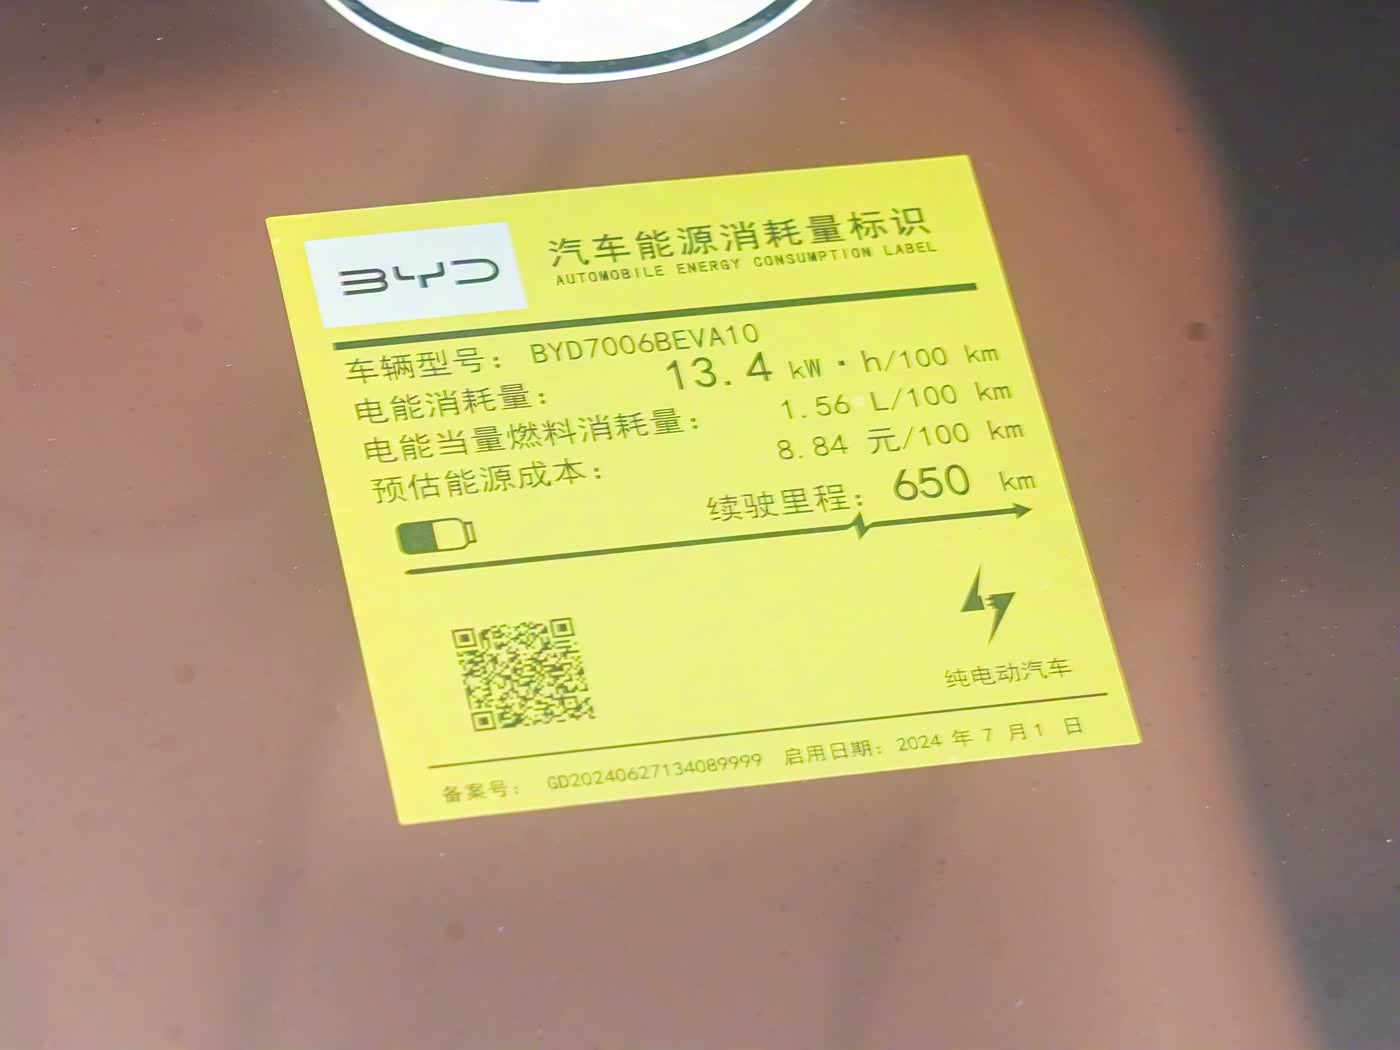 BYD
汽车能源消耗量标识
AUTOMOBILE ENERGY CONSUMPTION LABEL
车辆型号： BYD7006BEVA10
电能消耗量： 13.4 kW·h/100 km
电能当量燃料消耗量： 1.56 L/100 km
预估能源成本： 8.84 元/100 km
续驶里程： 650 km
纯电动汽车
备案号： GD20240627134089999 启用日期： 2024 年 7 月1 日